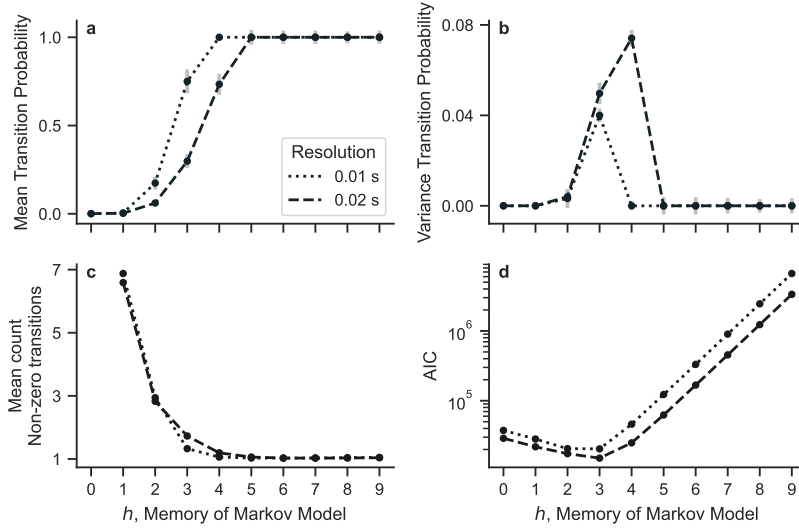 a
Mean Transition Probability
1.0
0.5
0.0
Resolution
0.01 s
0.02 s
b
Variance Transition Probability
0.08
0.04
0.00
c
Mean count
Non-zero transitions
7
5
3
1
0 1 2 3 4 5 6 7 8 9
h, Memory of Markov Model
d
AIC
10^6
10^5
0 1 2 3 4 5 6 7 8 9
h, Memory of Markov Model